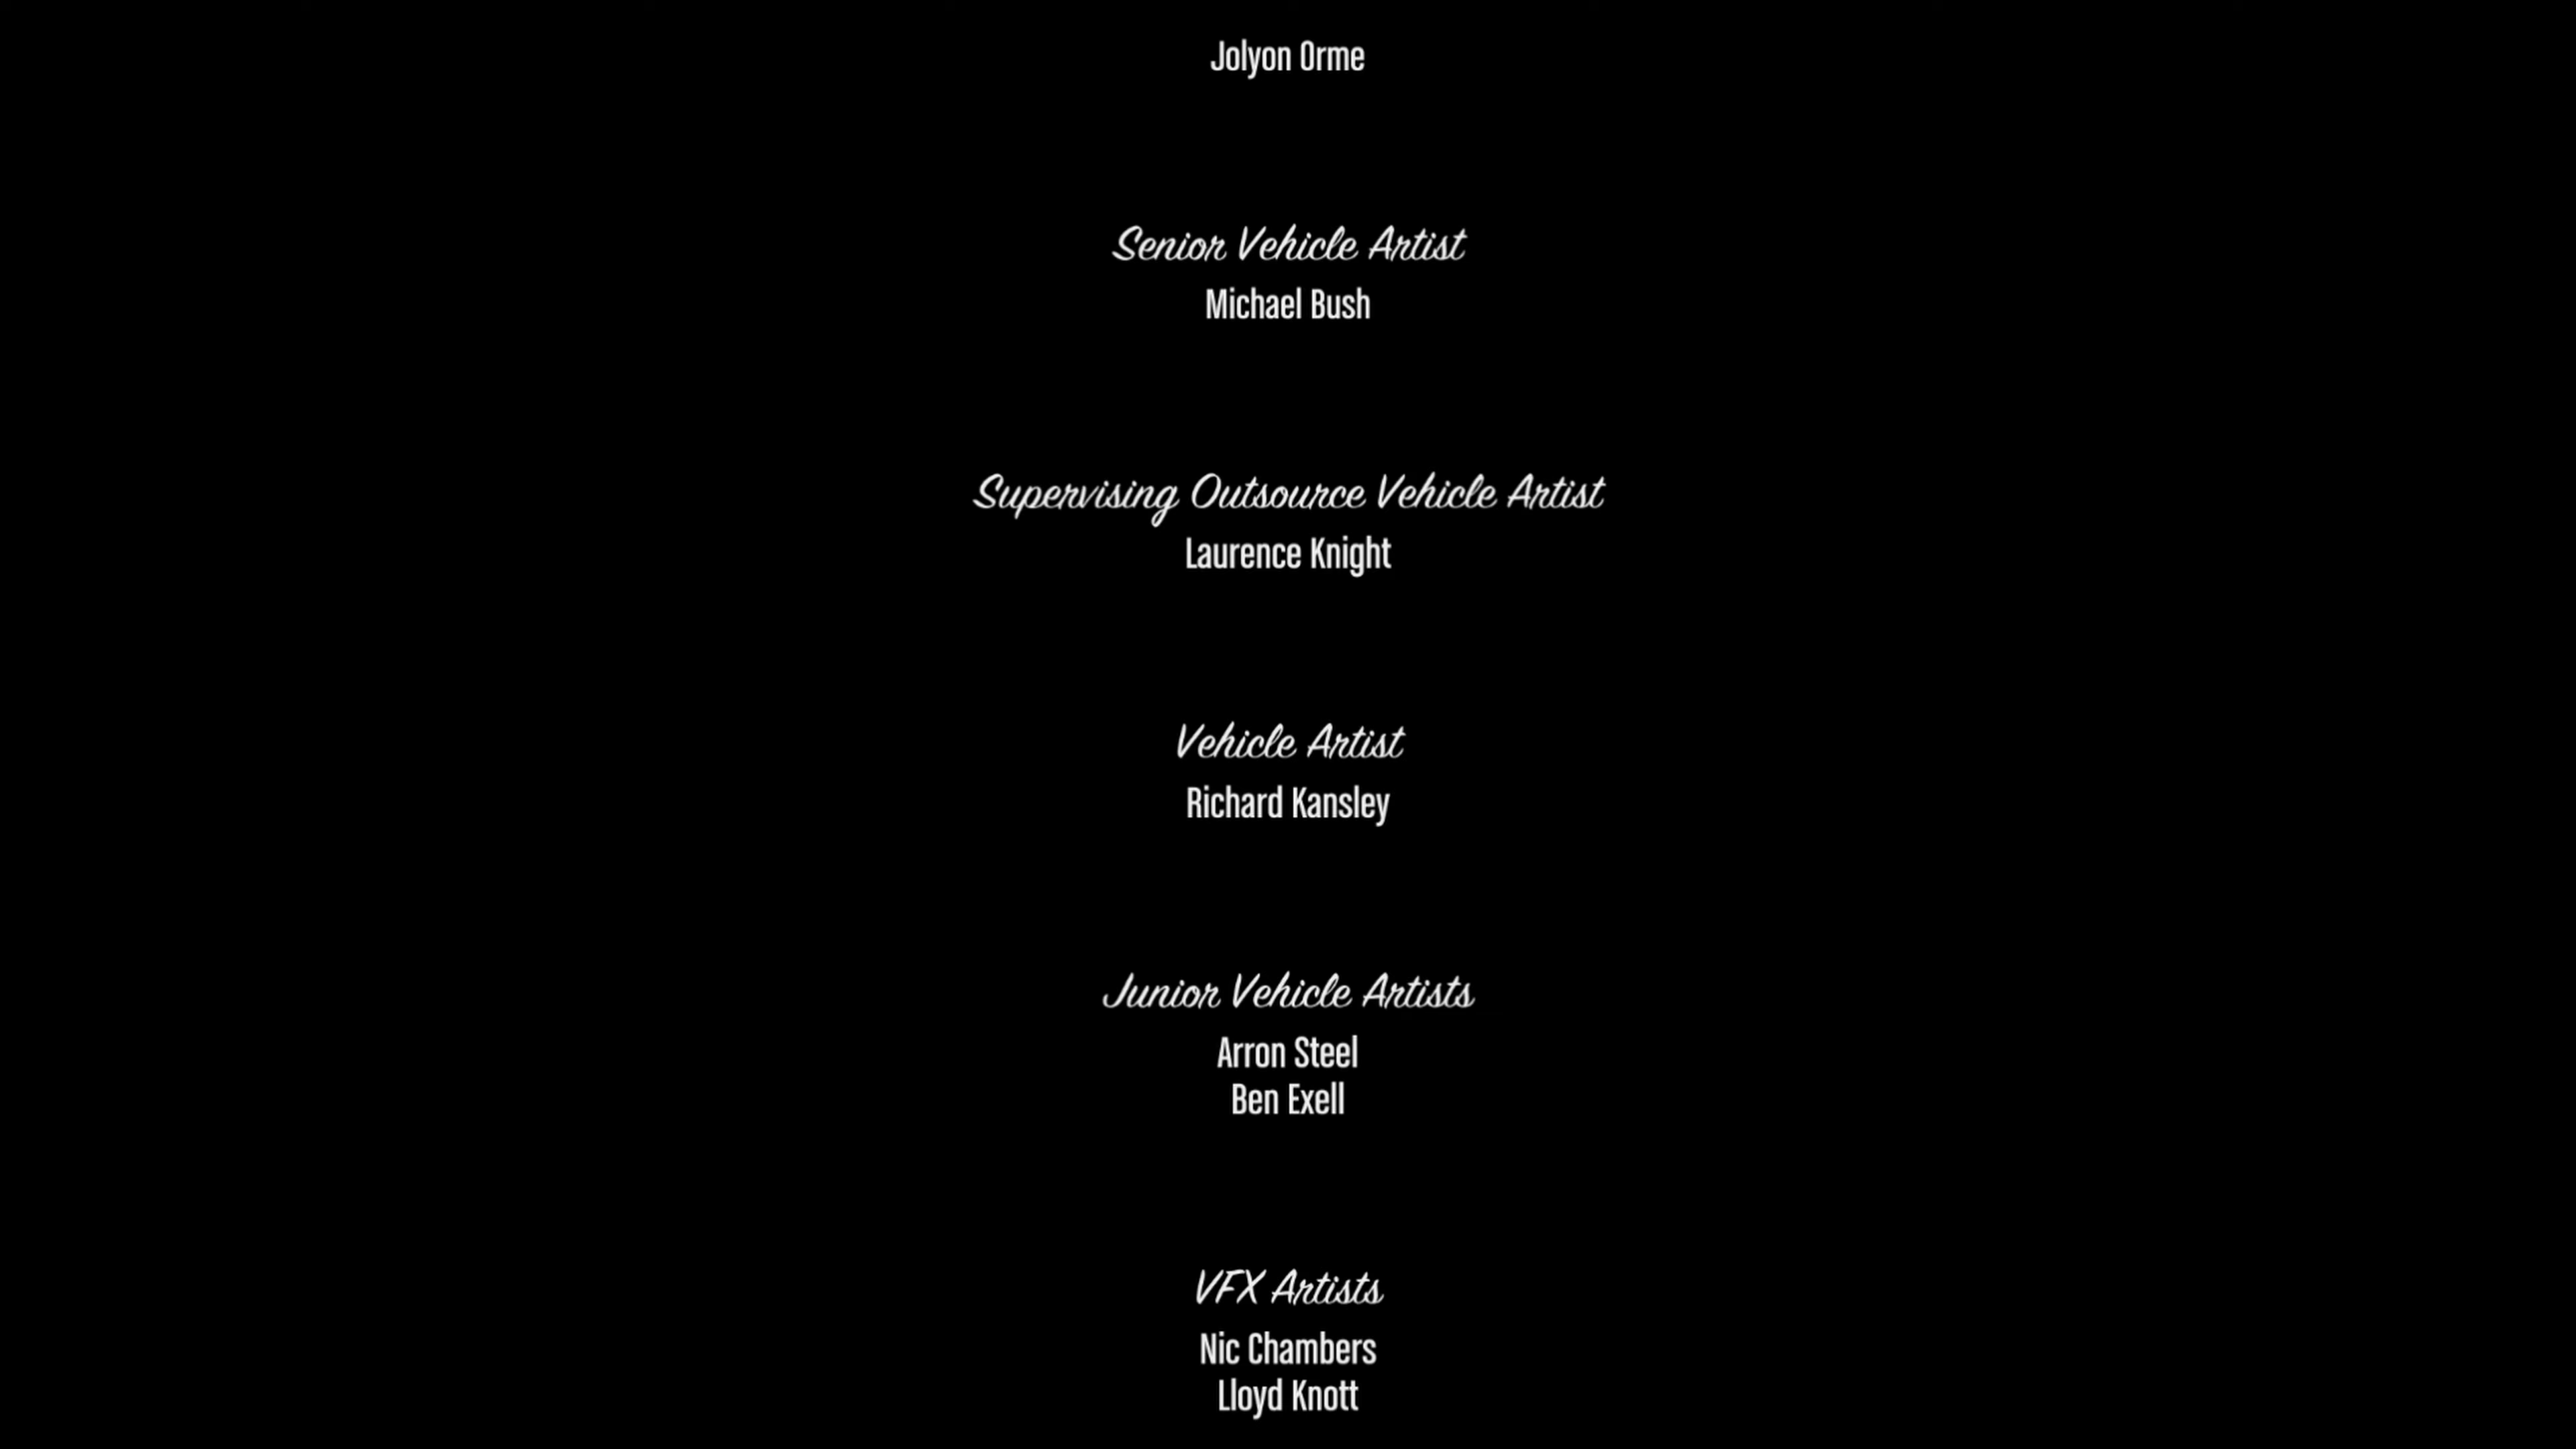 Jolyon Orme
Senior Vehicle Artist
Michael Bush
Supervising Outsource Vehicle Artist
Laurence Knight
Vehicle Artist
Richard Kansley
Junior Vehicle Artists
Arron Steel
Ben Exell
VFX Artists
Nic Chambers
Lloyd Knott